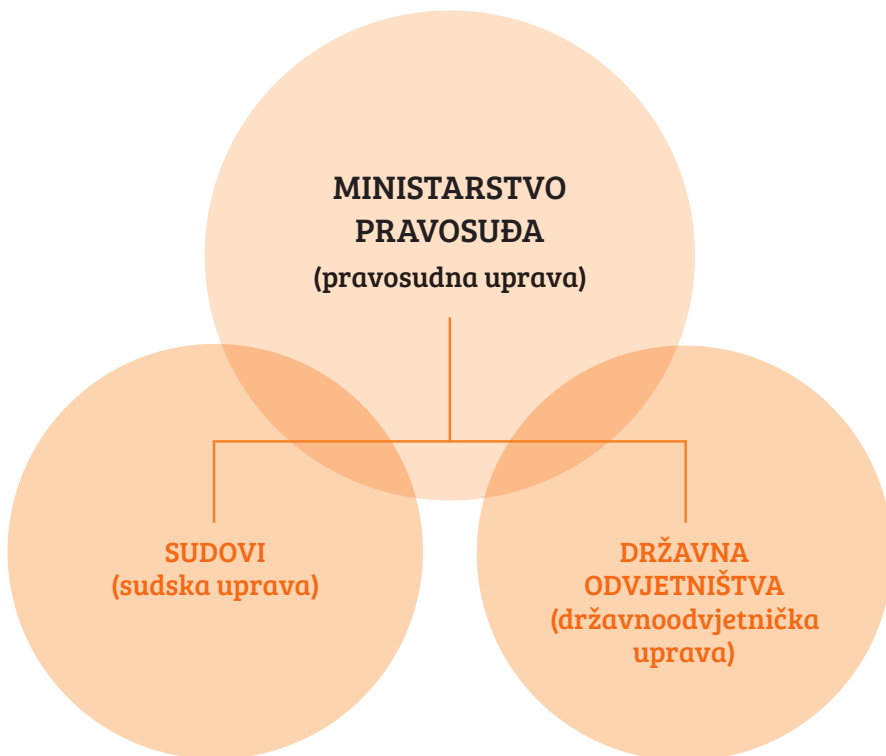 MINISTARSTVO
PRAVOSUĐA
(pravosudna uprava)
SUDOVI
(sudska uprava)
DRŽAVNA
ODVJETNIŠTVA
(državnoodvjetnička
uprava)